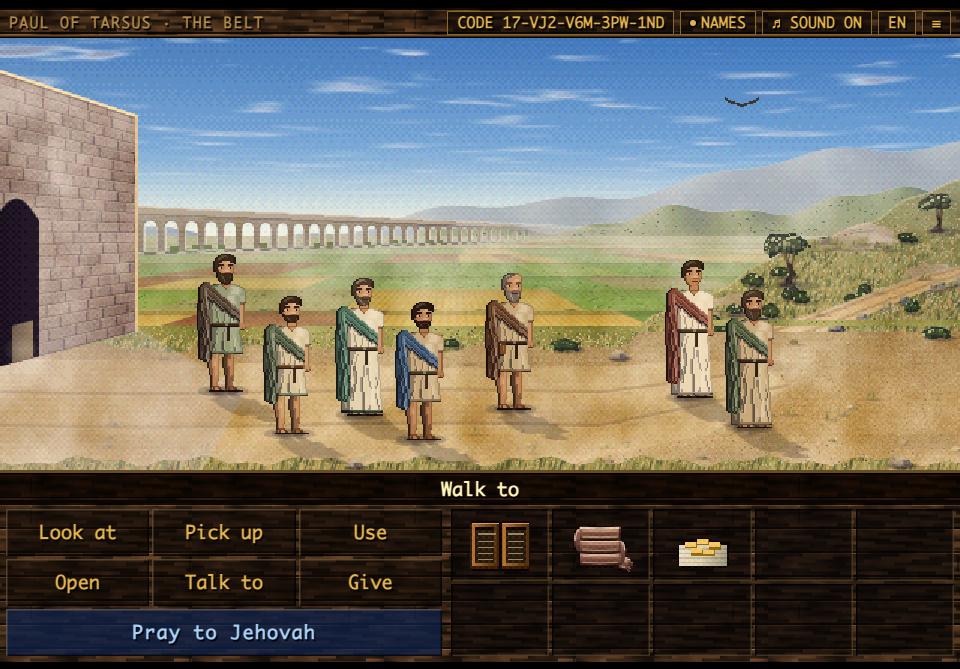 PAUL OF TARSUS · THE BELT
CODE 17-VJ2-V6M-3PW-1ND
• NAMES
♬ SOUND ON
EN
≡
Walk to
Look at
Pick up
Use
Open
Talk to
Give
Pray to Jehovah